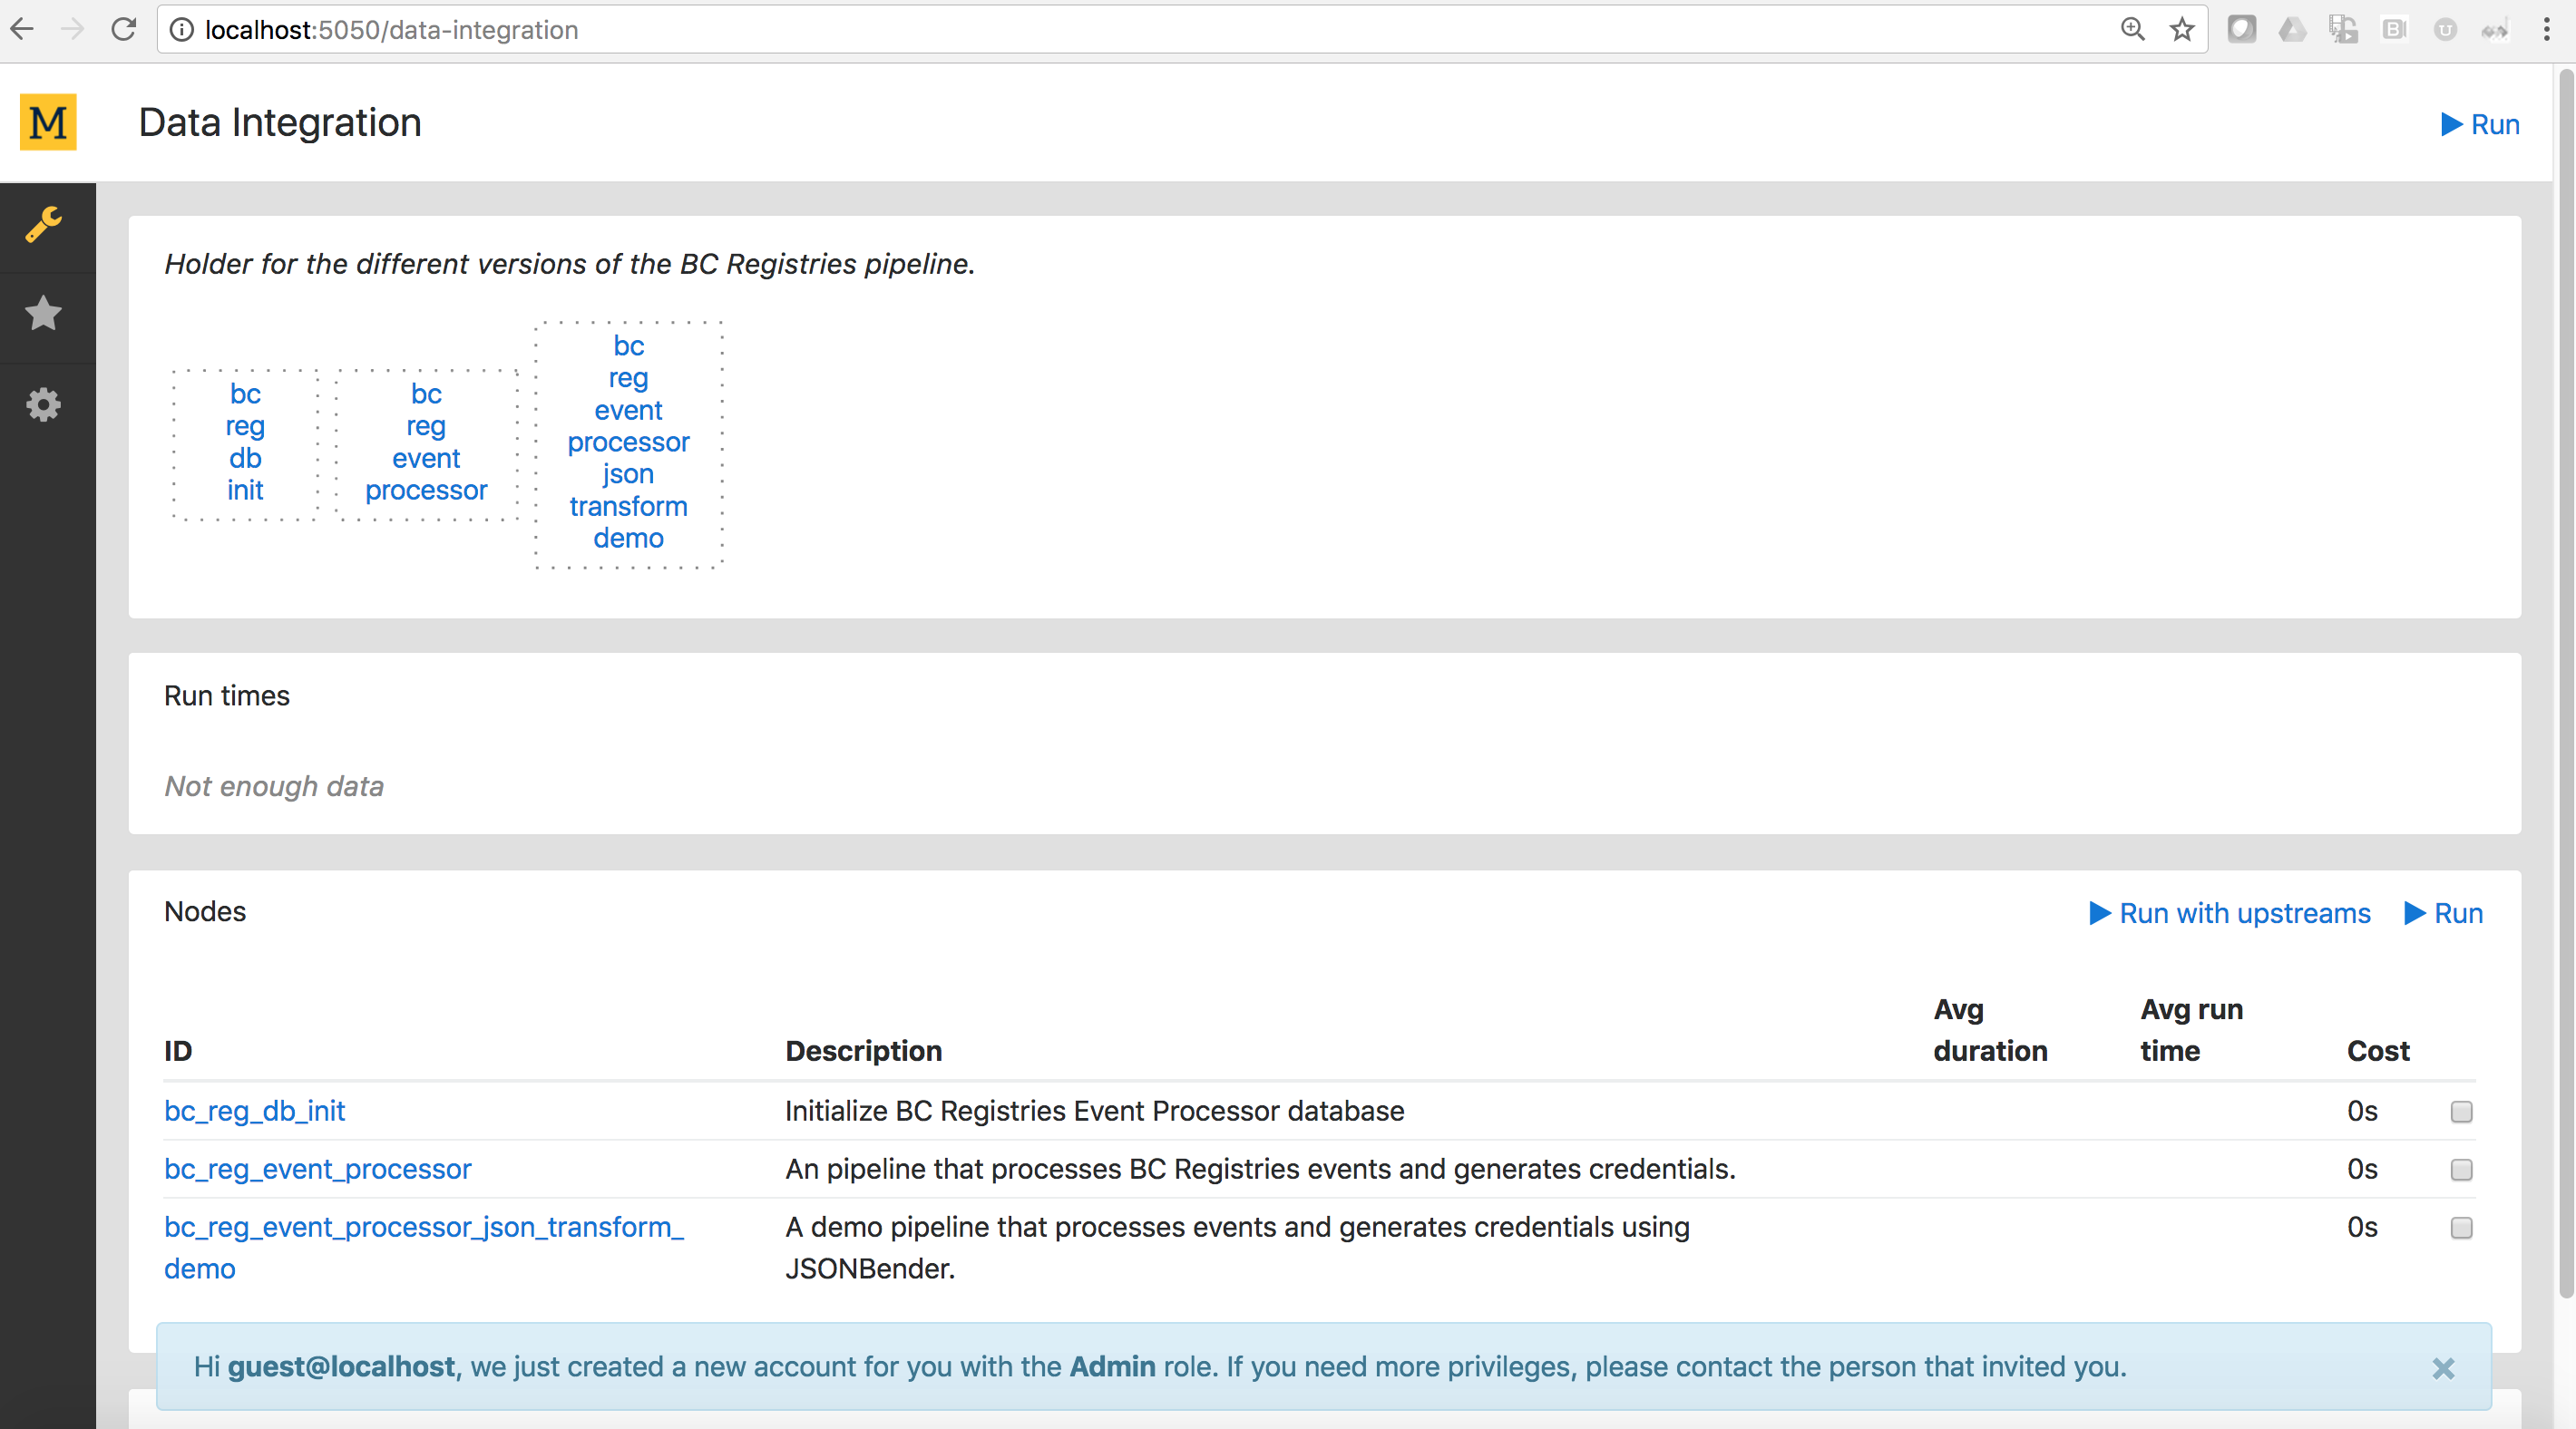 localhost:5050/data-integration
M
Data Integration
Run
Holder for the different versions of the BC Registries pipeline.
bc
reg
db
init
bc
reg
event
processor
bc
reg
event
processor
json
transform
demo
Run times
Not enough data
Nodes
Run with upstreams
Run
ID
Description
Avg
duration
Avg run
time
Cost
bc_reg_db_init
Initialize BC Registries Event Processor database
0s
bc_reg_event_processor
An pipeline that processes BC Registries events and generates credentials.
0s
bc_reg_event_processor_json_transform_
demo
A demo pipeline that processes events and generates credentials using
JSONBender.
0s
Hi guest@localhost, we just created a new account for you with the Admin role. If you need more privileges, please contact the person that invited you.